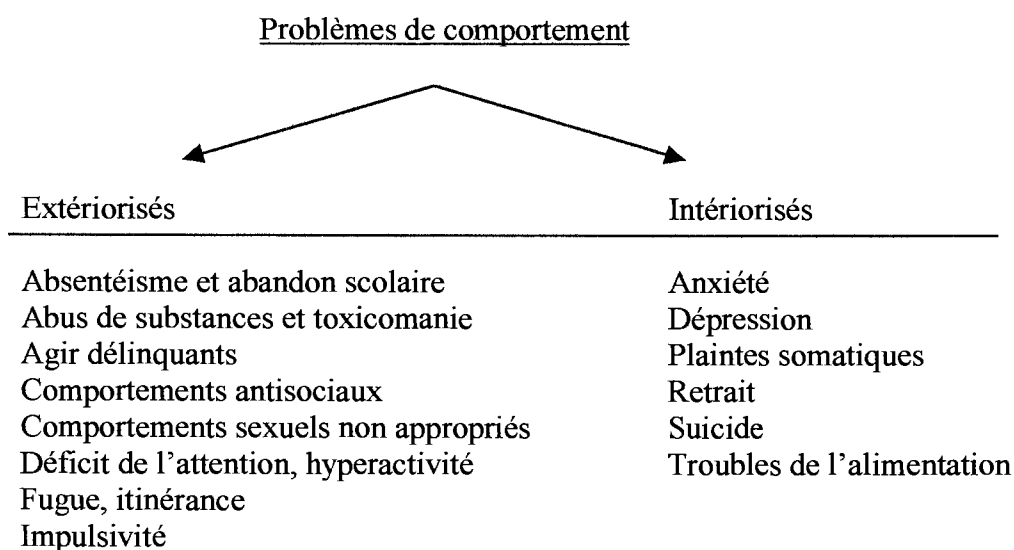 Problèmes de comportement
Extériorisés
Intériorisés
Absentéisme et abandon scolaire
Abus de substances et toxicomanie
Agir délinquants
Comportements antisociaux
Comportements sexuels non appropriés
Déficit de l'attention, hyperactivité
Fugue, itinérance
Impulsivité
Anxiété
Dépression
Plaintes somatiques
Retrait
Suicide
Troubles de l'alimentation